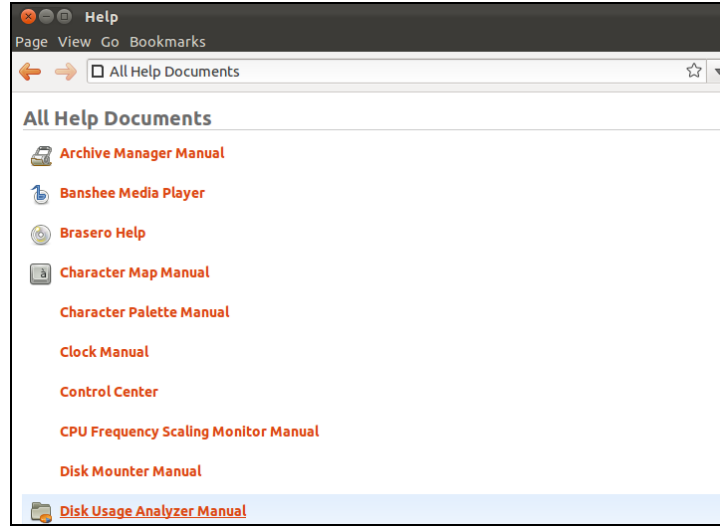 Help
Page View Go Bookmarks
All Help Documents
All Help Documents
Archive Manager Manual
Banshee Media Player
Brasero Help
Character Map Manual
Character Palette Manual
Clock Manual
Control Center
CPU Frequency Scaling Monitor Manual
Disk Mounter Manual
Disk Usage Analyzer Manual